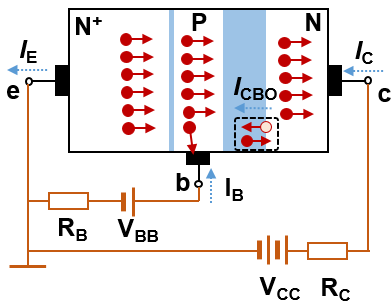 N⁺ P N
I_E I_CBO I_C
e c
b I_B
R_B V_BB
V_CC R_C